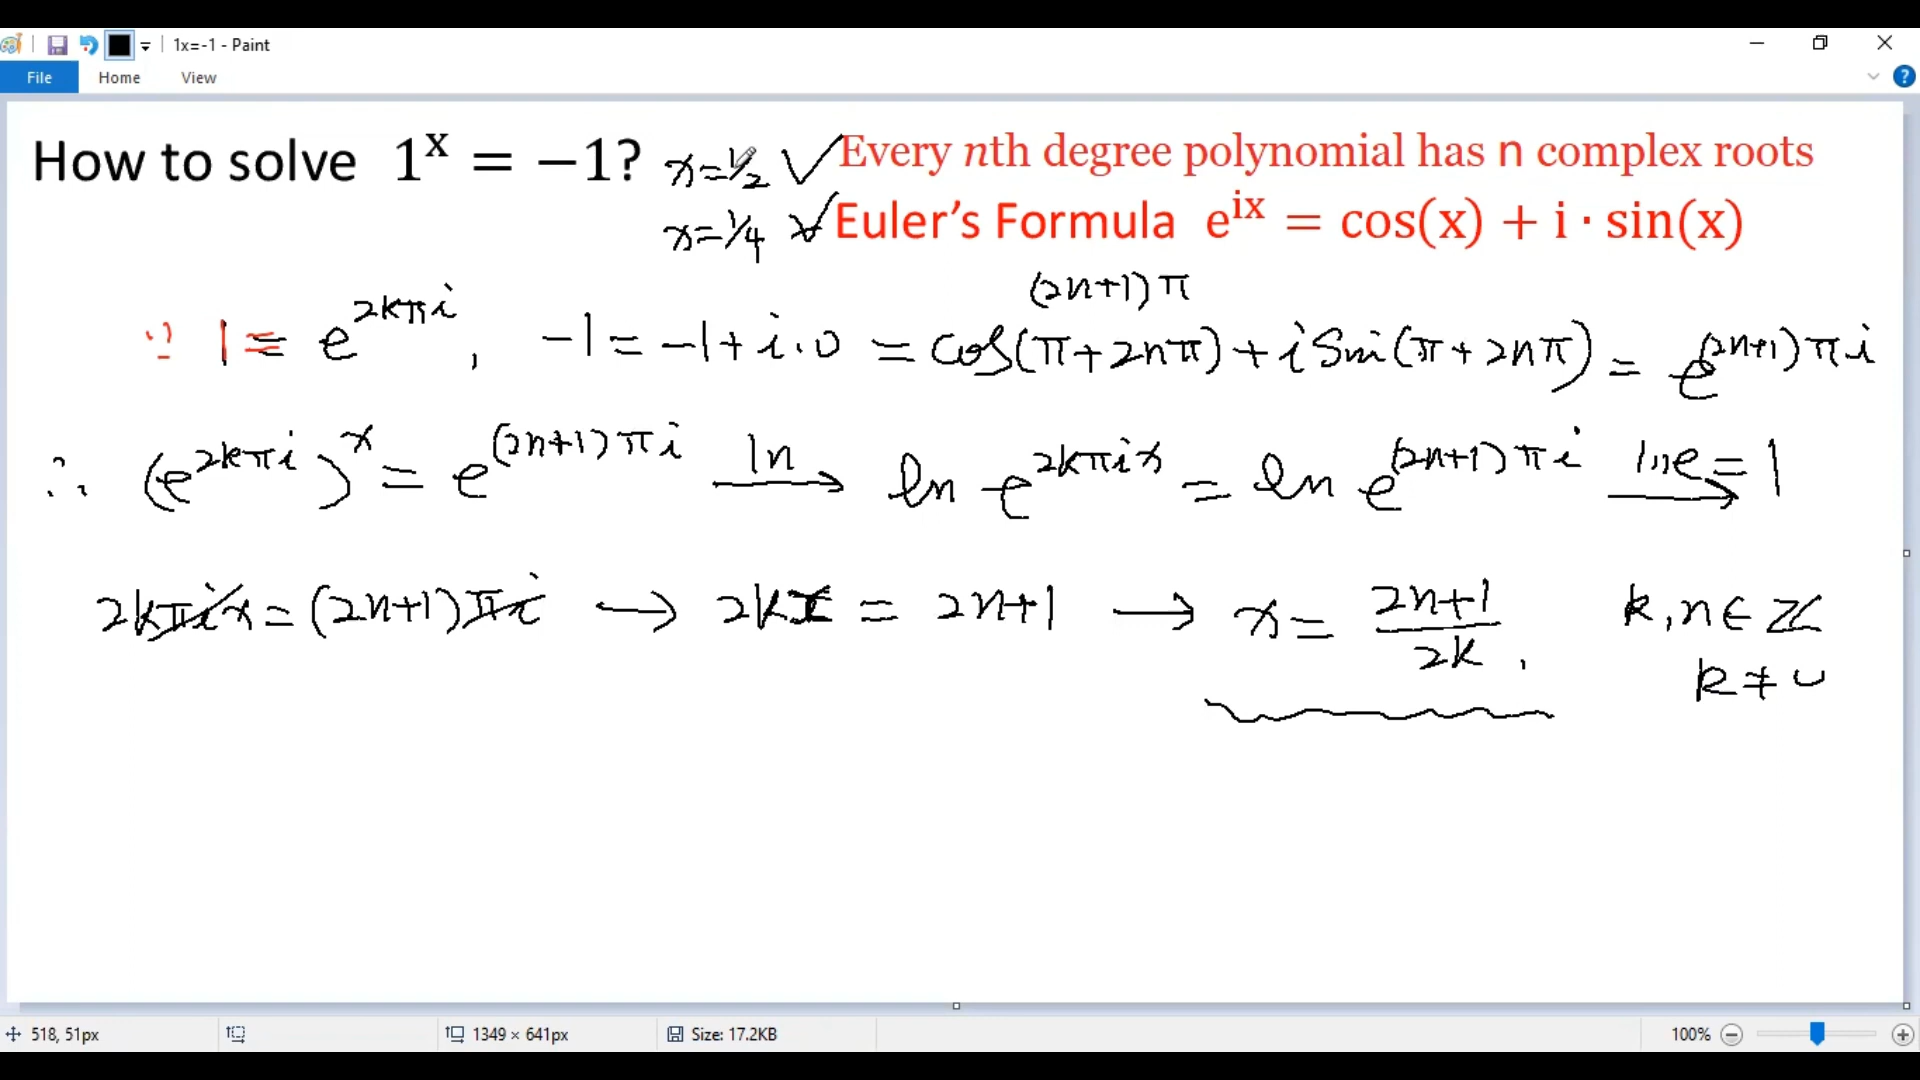 1x=-1 - Paint
File Home View
How to solve 1^x = −1? x=1/2 ✓ Every nth degree polynomial has n complex roots
x=1/4 ✓ Euler's Formula e^ix = cos(x) + i · sin(x)
(2n+1)π
∵ 1 = e^2kπi, -1 = -1+i.0 = cos(π+2nπ)+i Sin(π+2nπ) = e^(2n+1)πi
∴ (e^2kπi)^x = e^(2n+1)πi ln→ ln e^2kπix = ln e^(2n+1)πi lne=1→
2kπix=(2n+1)πi → 2kx = 2n+1 → x = (2n+1)/2k, k,n∈ℤ
k≠0
518, 51px 1349 × 641px Size: 17.2KB 100%